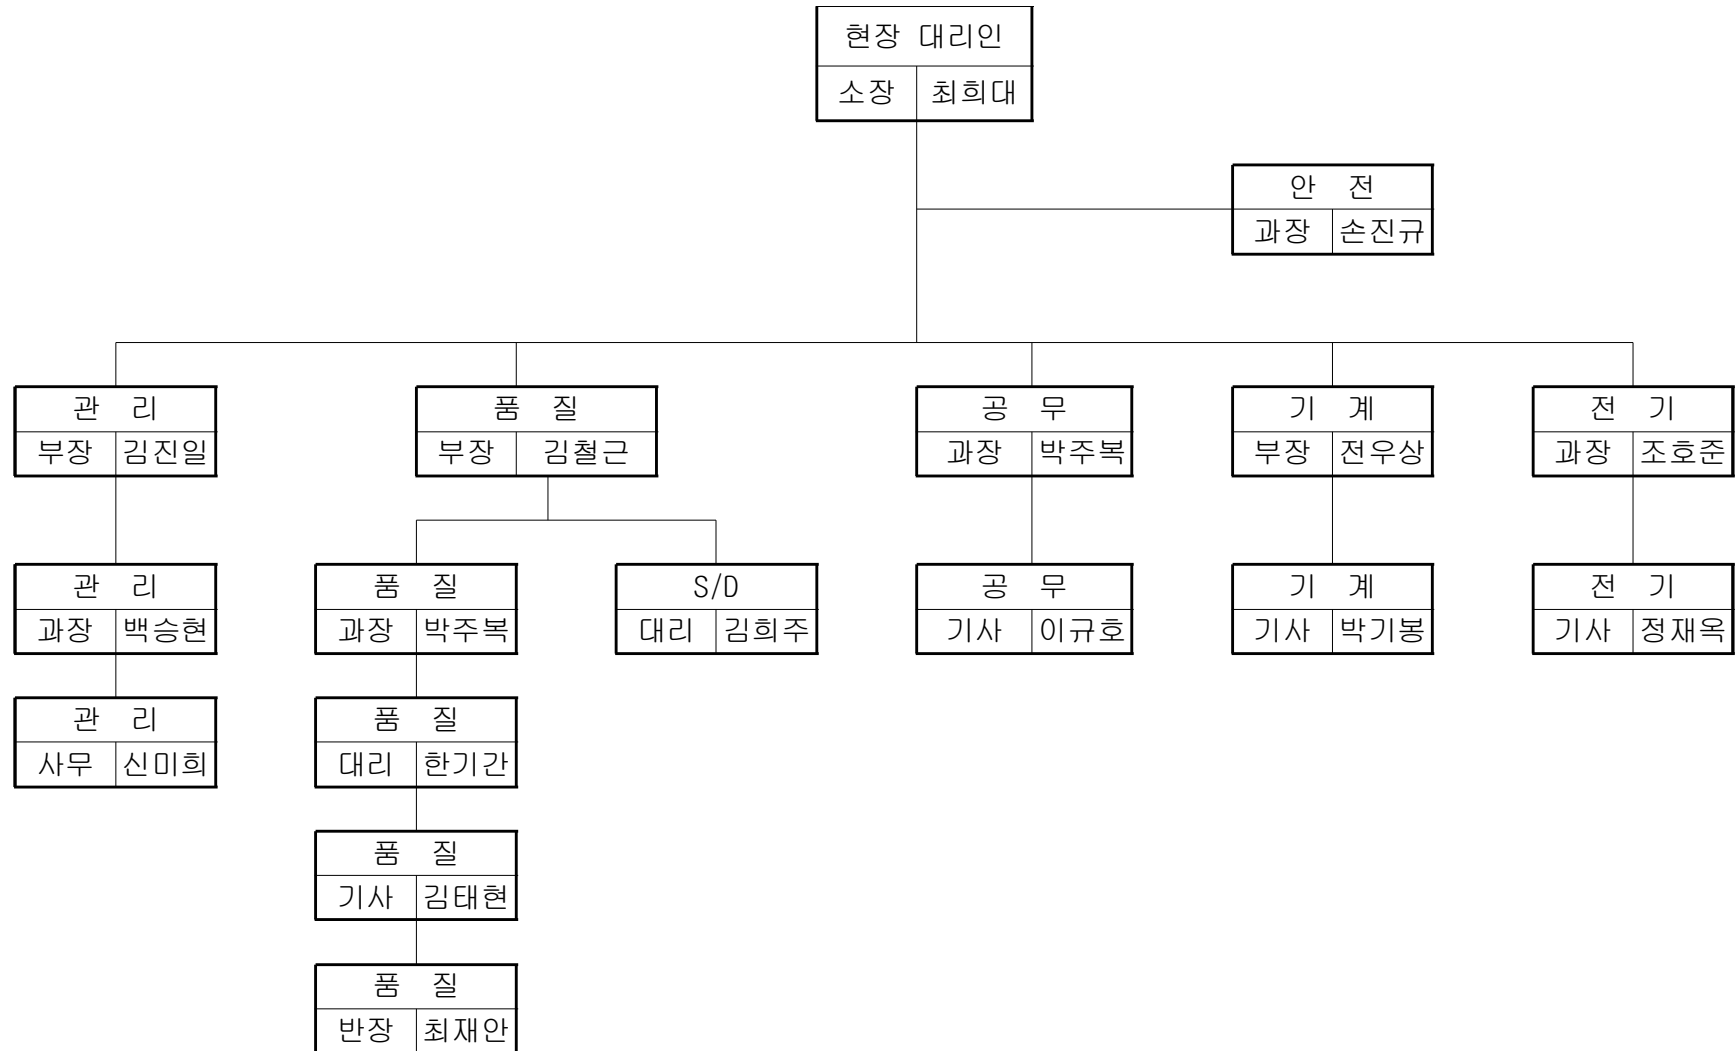 현장 대리인
소장 최희대
안 전
과장 손진규
관 리 품 질 공 무 기 계 전 기
부장 김진일 부장 김철근 과장 박주복 부장 전우상 과장 조호준
관 리 품 질 S/D 공 무 기 계 전 기
과장 백승현 과장 박주복 대리 김희주 기사 이규호 기사 박기봉 기사 정재옥
관 리 품 질
사무 신미희 대리 한기간
품 질
기사 김태현
품 질
반장 최재안